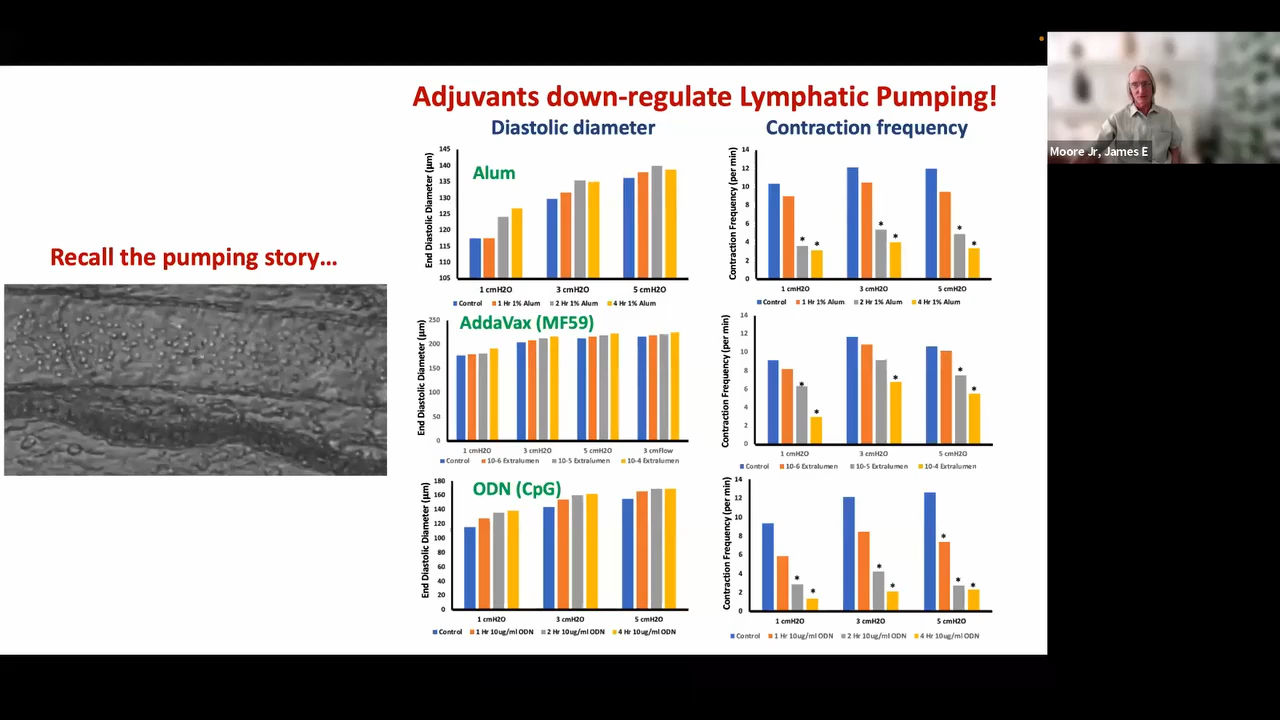 Adjuvants down-regulate Lymphatic Pumping!
Recall the pumping story...
Diastolic diameter
Alum
End Diastolic Diameter (µm)
145
140
135
130
125
120
115
110
105
1 cmH2O 3 cmH2O 5 cmH2O
Control 1 Hr 1% Alum 2 Hr 1% Alum 4 Hr 1% Alum
AddaVax (MF59)
End Diastolic Diameter (µm)
250
200
150
100
50
0
1 cmH2O 3 cmH2O 5 cmH2O 3 cmFlow
Control 10-6 Extralumen 10-5 Extralumen 10-4 Extralumen
ODN (CpG)
End Diastolic Diameter (µm)
180
160
140
120
100
80
60
40
20
0
1 cmH2O 3 cmH2O 5 cmH2O
Control 1 Hr 10ug/ml ODN 2 Hr 10ug/ml ODN 4 Hr 10ug/ml ODN
Contraction frequency
Contraction Frequency (per min)
14
12
10
8
6
4
2
0
* * * * * *
1 cmH2O 3 cmH2O 5 cmH2O
Control 1 Hr 1% Alum 2 Hr 1% Alum 4 Hr 1% Alum
Contraction Frequency (per min)
14
12
10
8
6
4
2
0
* * * * *
1 cmH2O 3 cmH2O 5 cmH2O
Control 10-6 Extralumen 10-5 Extralumen 10-4 Extralumen
Contraction Frequency (per min)
14
12
10
8
6
4
2
0
* * * * * * *
1 cmH2O 3 cmH2O 5 cmH2O
Control 1 Hr 10ug/ml ODN 2 Hr 10ug/ml ODN 4 Hr 10ug/ml ODN
Moore Jr, James E